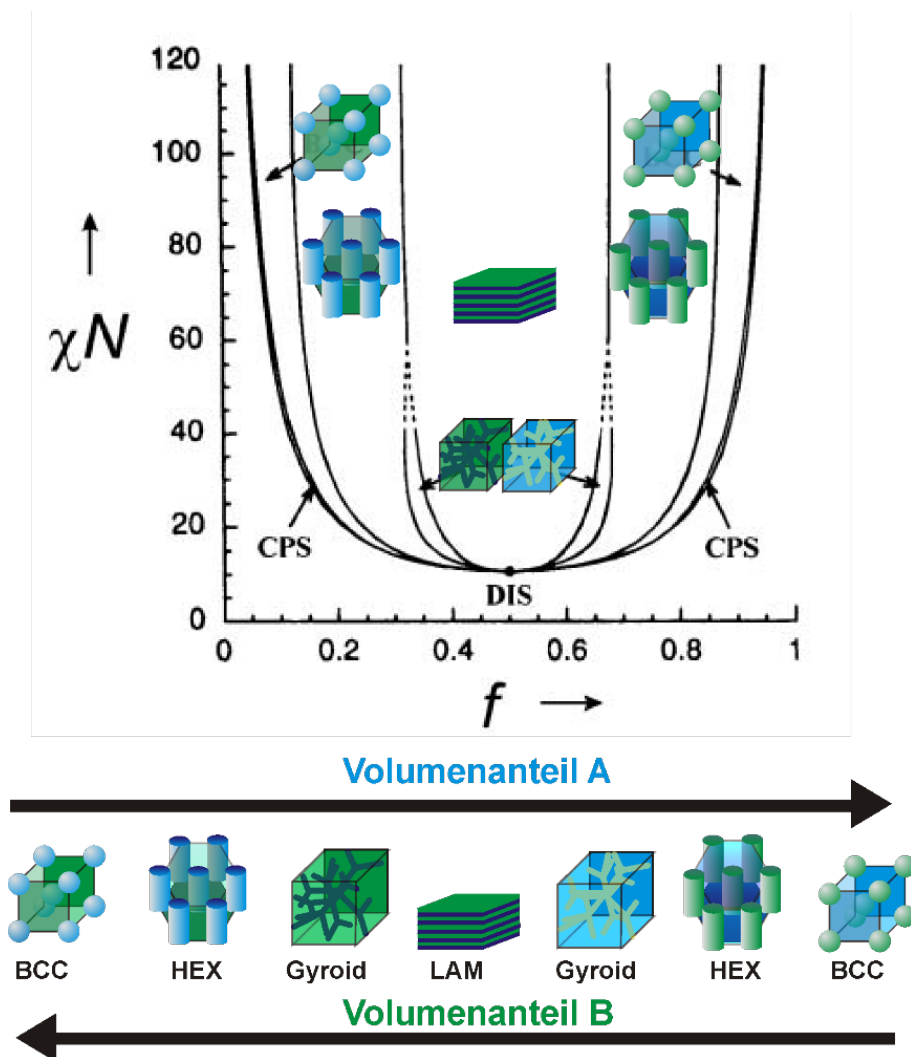 120
100
80
χN
60
40
20
0
CPS
CPS
DIS
0
0.2
0.4
0.6
0.8
1
f
Volumenanteil A
BCC
HEX
Gyroid
LAM
Gyroid
HEX
BCC
Volumenanteil B